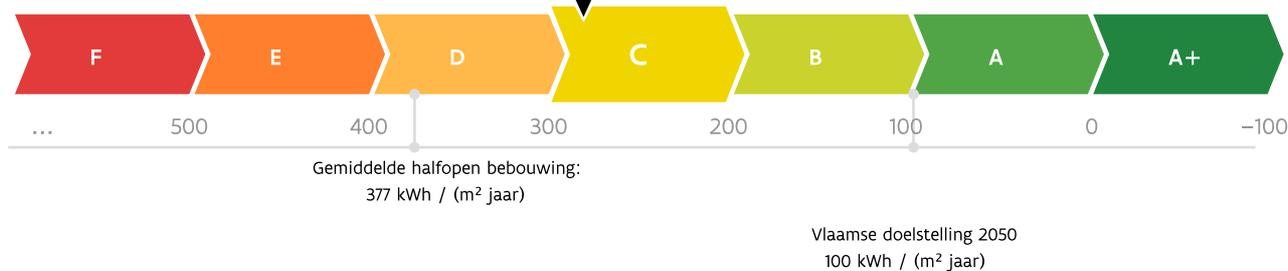 F E D C B A A+
... 500 400 300 200 100 0 –100
Gemiddelde halfopen bebouwing:
377 kWh / (m² jaar)
Vlaamse doelstelling 2050
100 kWh / (m² jaar)